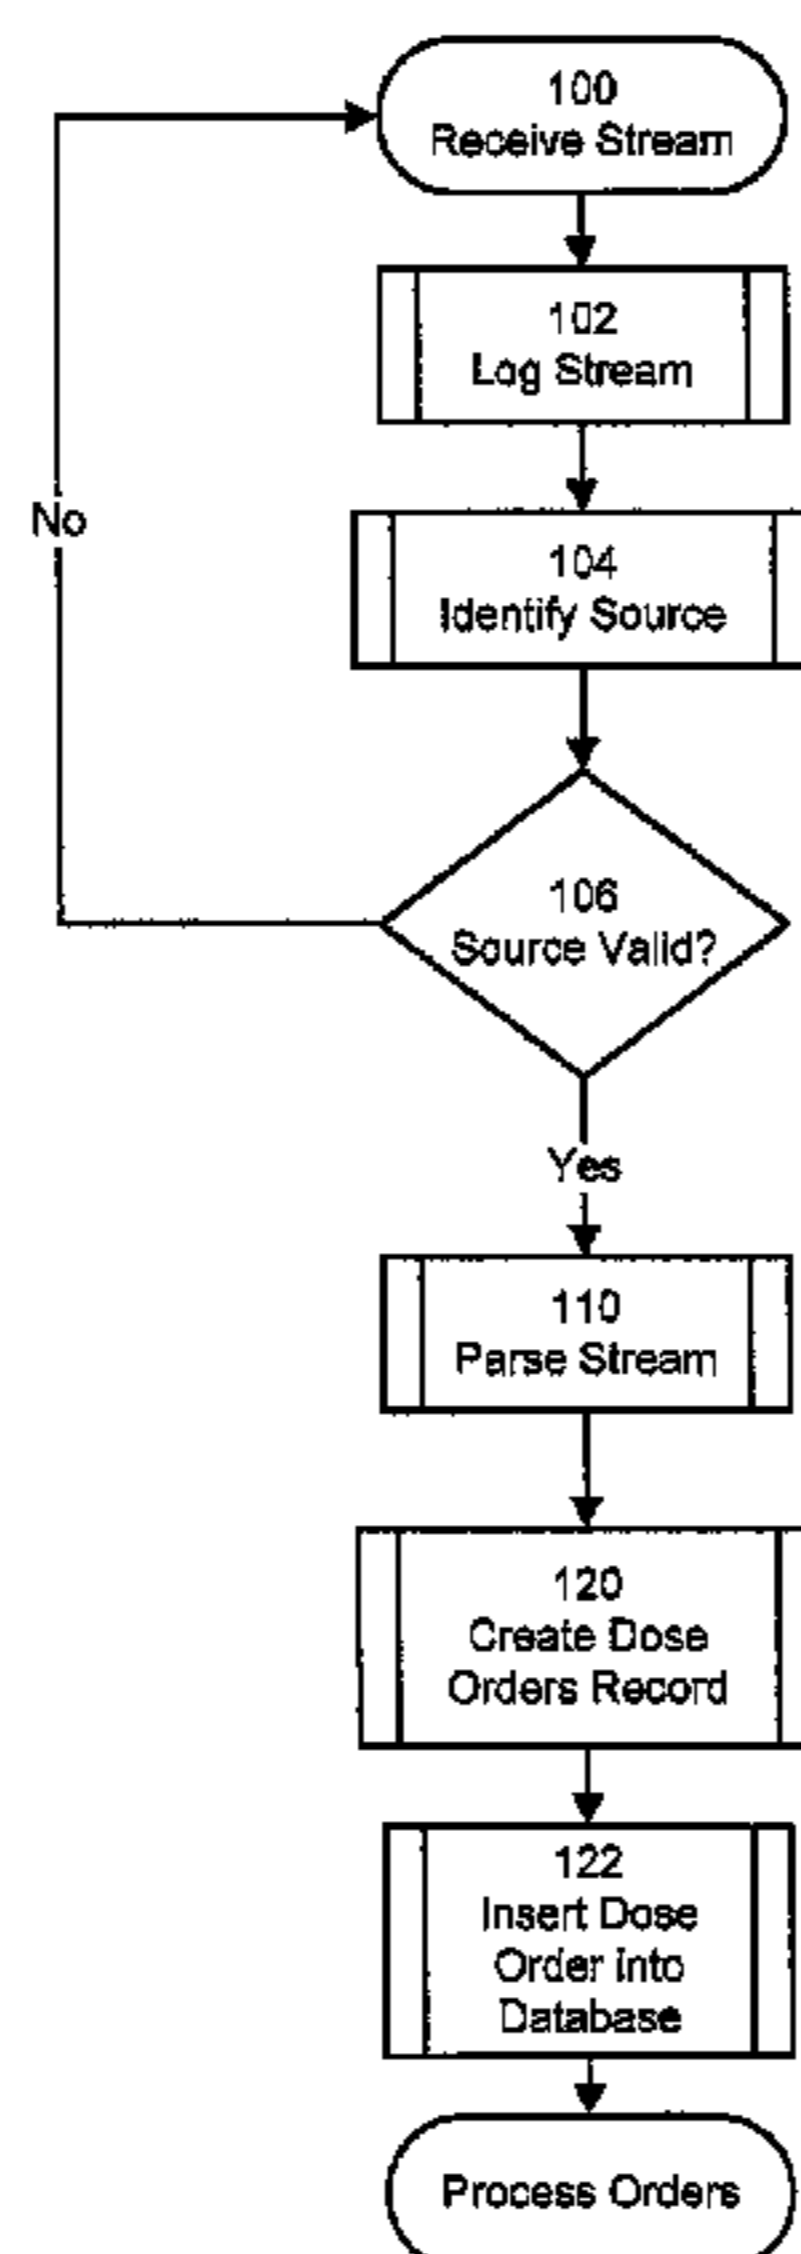 100
Receive Stream
102
Log Stream
No
104
Identify Source
106
Source Valid?
Yes
110
Parse Stream
120
Create Dose
Orders Record
122
Insert Dose
Order into
Database
Process Orders